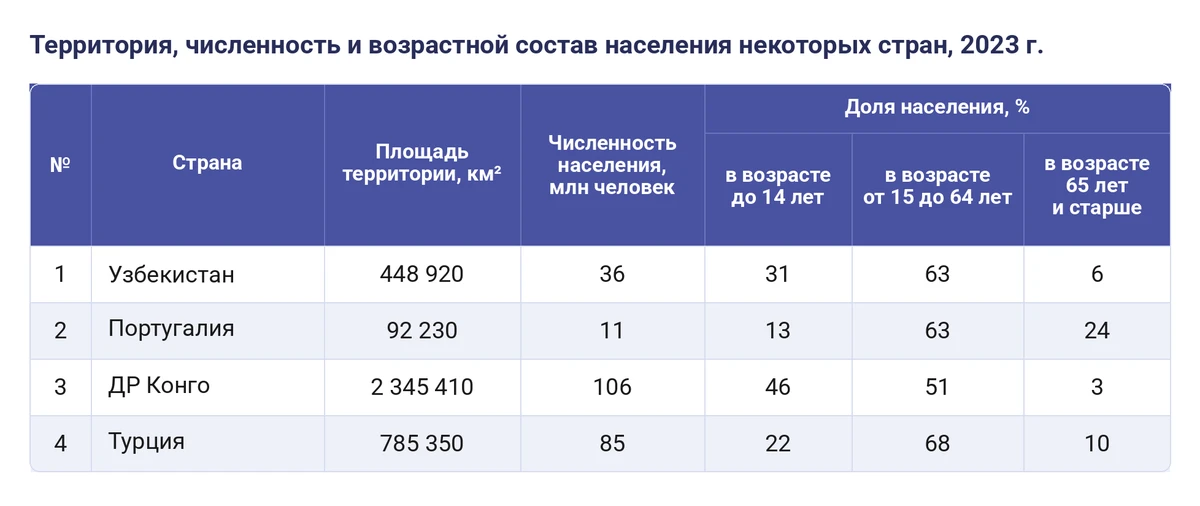 Территория, численность и возрастной состав населения некоторых стран, 2023 г.
№
Страна
Площадь
территории, км²
Численность
населения,
млн человек
Доля населения, %
в возрасте
до 14 лет
в возрасте
от 15 до 64 лет
в возрасте
65 лет
и старше
1 Узбекистан 448 920 36 31 63 6
2 Португалия 92 230 11 13 63 24
3 ДР Конго 2 345 410 106 46 51 3
4 Турция 785 350 85 22 68 10